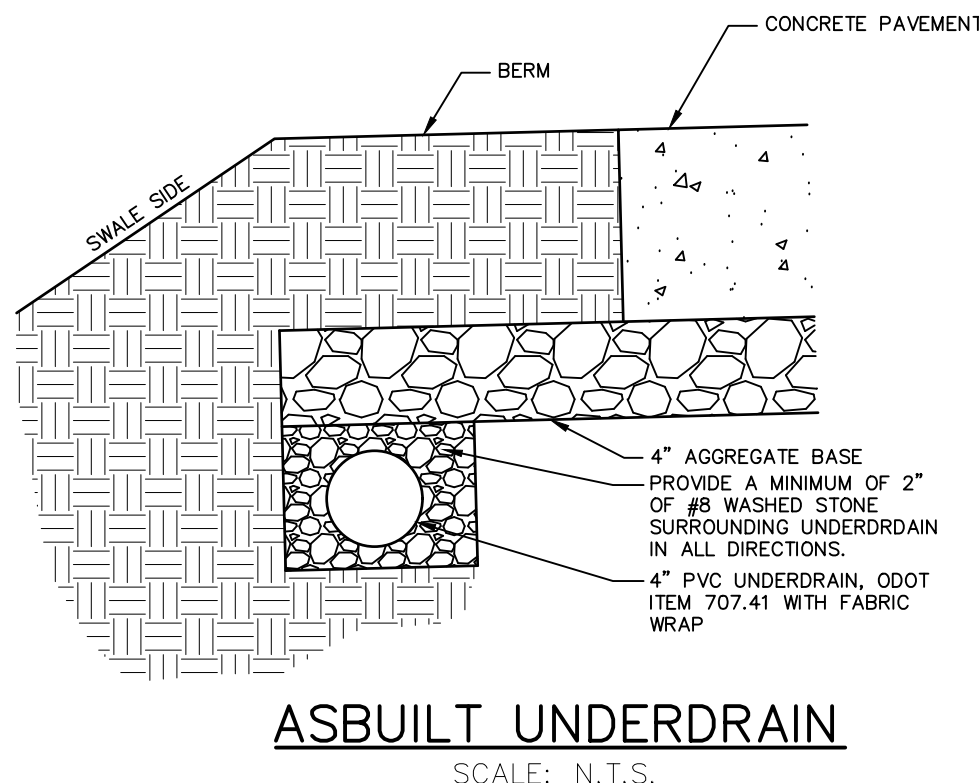 CONCRETE PAVEMENT
BERM
SWALE SIDE
4" AGGREGATE BASE
PROVIDE A MINIMUM OF 2"
OF #8 WASHED STONE
SURROUNDING UNDERDRDAIN
IN ALL DIRECTIONS.
4" PVC UNDERDRAIN, ODOT
ITEM 707.41 WITH FABRIC
WRAP
ASBUILT UNDERDRAIN
SCALE: N.T.S.